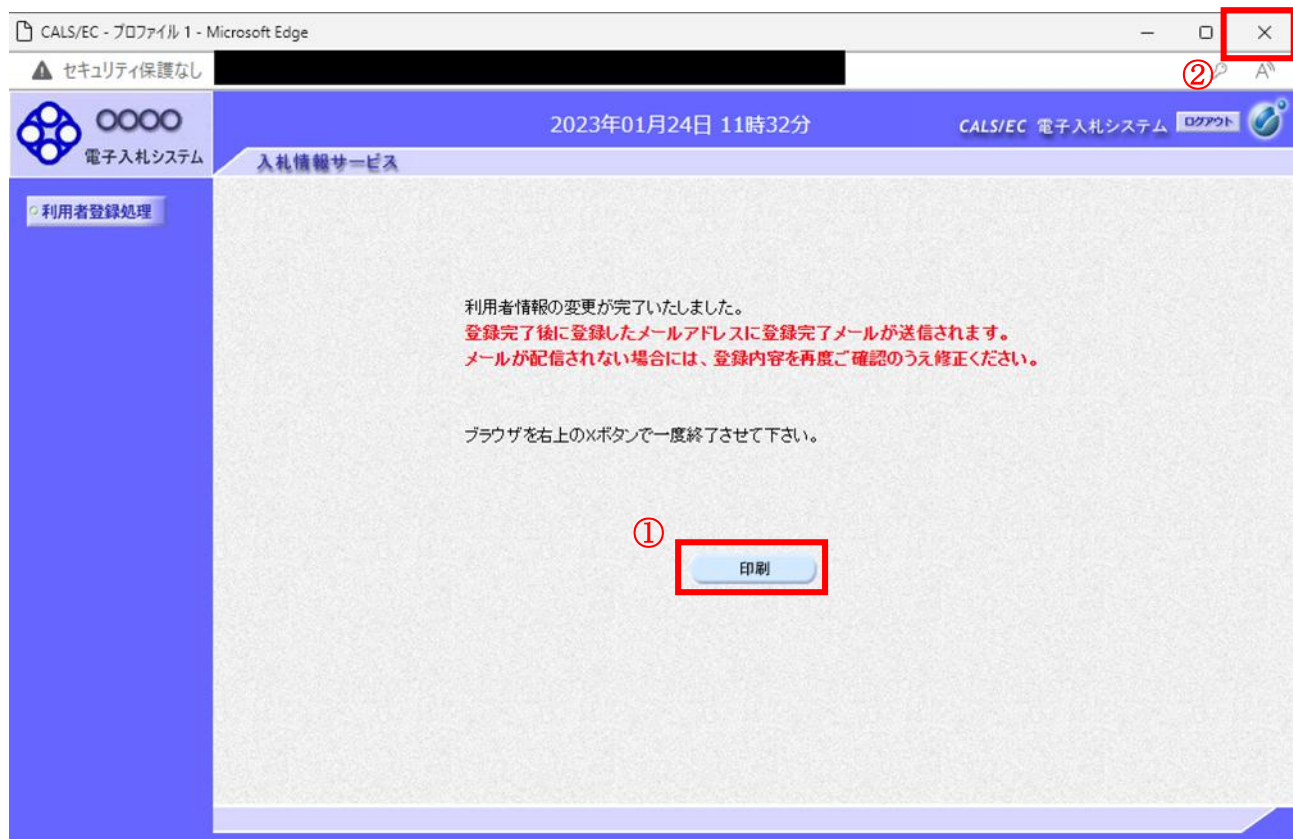 CALS/EC - プロファイル 1 - Microsoft Edge
セキュリティ保護なし
②
A
〇〇〇〇
電子入札システム
2023年01月24日 11時32分
CALS/EC 電子入札システム
ログアウト
入札情報サービス
利用者登録処理
利用者情報の変更が完了いたしました。
登録完了後に登録したメールアドレスに登録完了メールが送信されます。
メールが配信されない場合には、登録内容を再度ご確認のうえ修正ください。
ブラウザを右上の×ボタンで一度終了させて下さい。
①
印刷